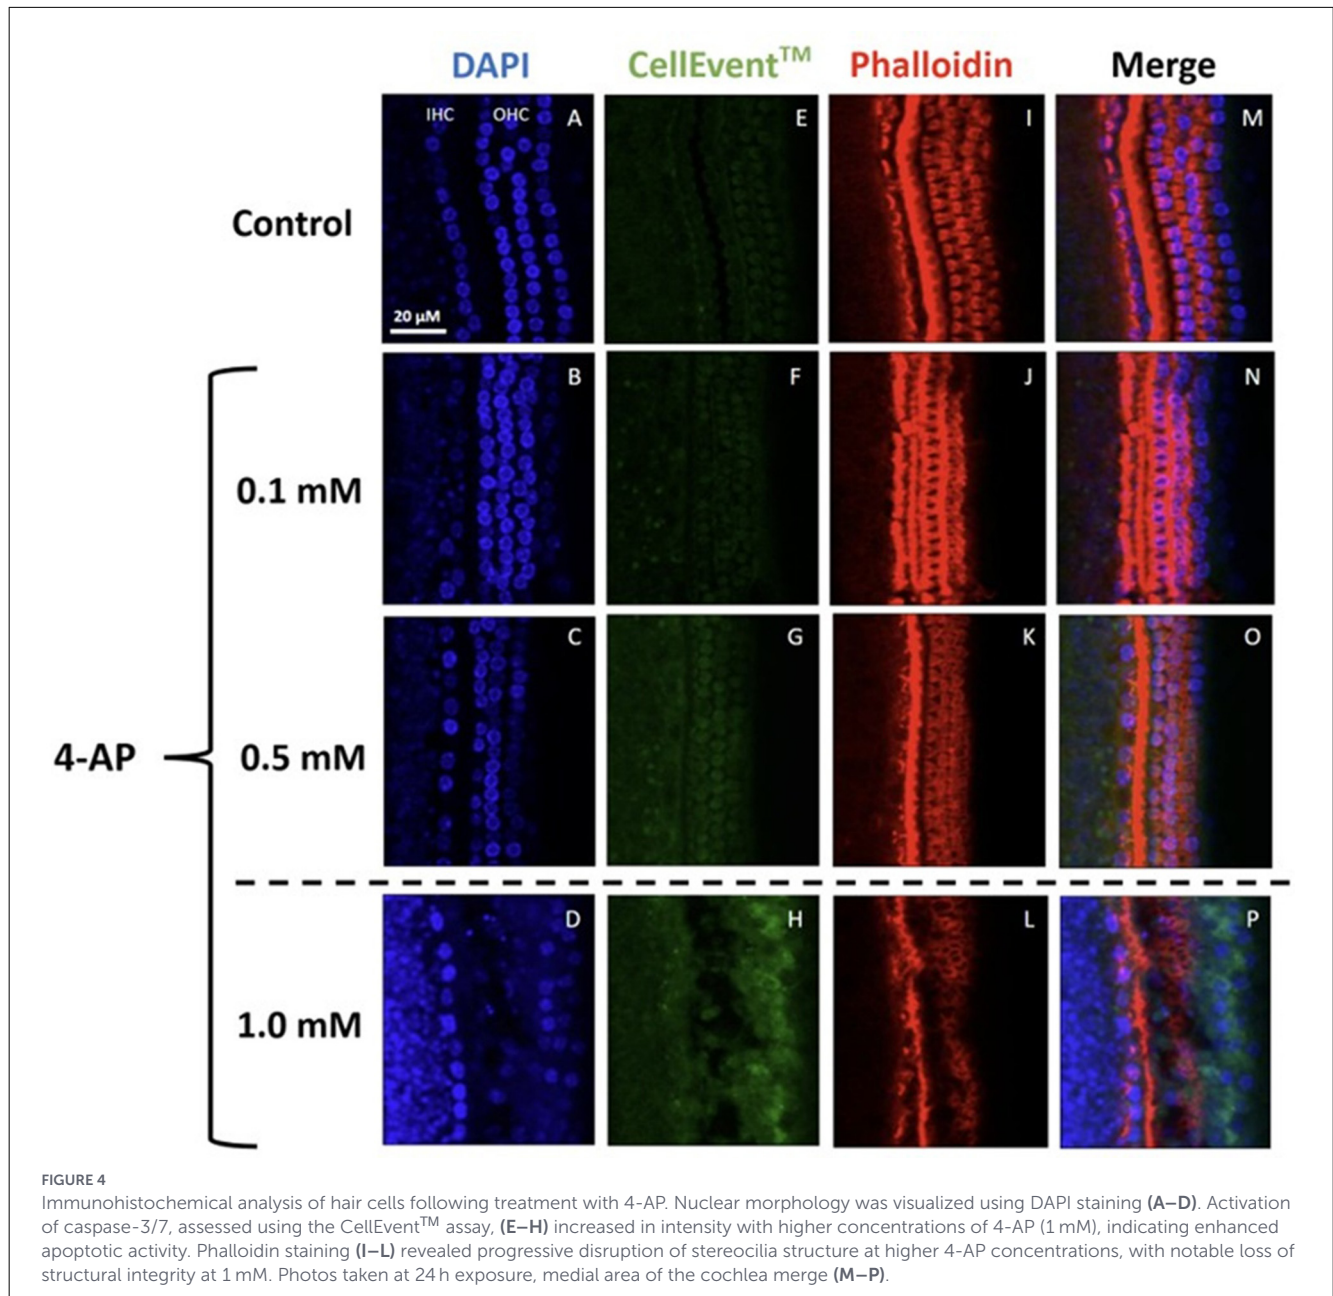 DAPI CellEvent™ Phalloidin Merge
IHC OHC A E I M
Control
20 µM
B F J N
0.1 mM
C G K O
4-AP 0.5 mM
D H L P
1.0 mM
FIGURE 4
Immunohistochemical analysis of hair cells following treatment with 4-AP. Nuclear morphology was visualized using DAPI staining (A–D). Activation
of caspase-3/7, assessed using the CellEvent™ assay, (E–H) increased in intensity with higher concentrations of 4-AP (1 mM), indicating enhanced
apoptotic activity. Phalloidin staining (I–L) revealed progressive disruption of stereocilia structure at higher 4-AP concentrations, with notable loss of
structural integrity at 1 mM. Photos taken at 24 h exposure, medial area of the cochlea merge (M–P).